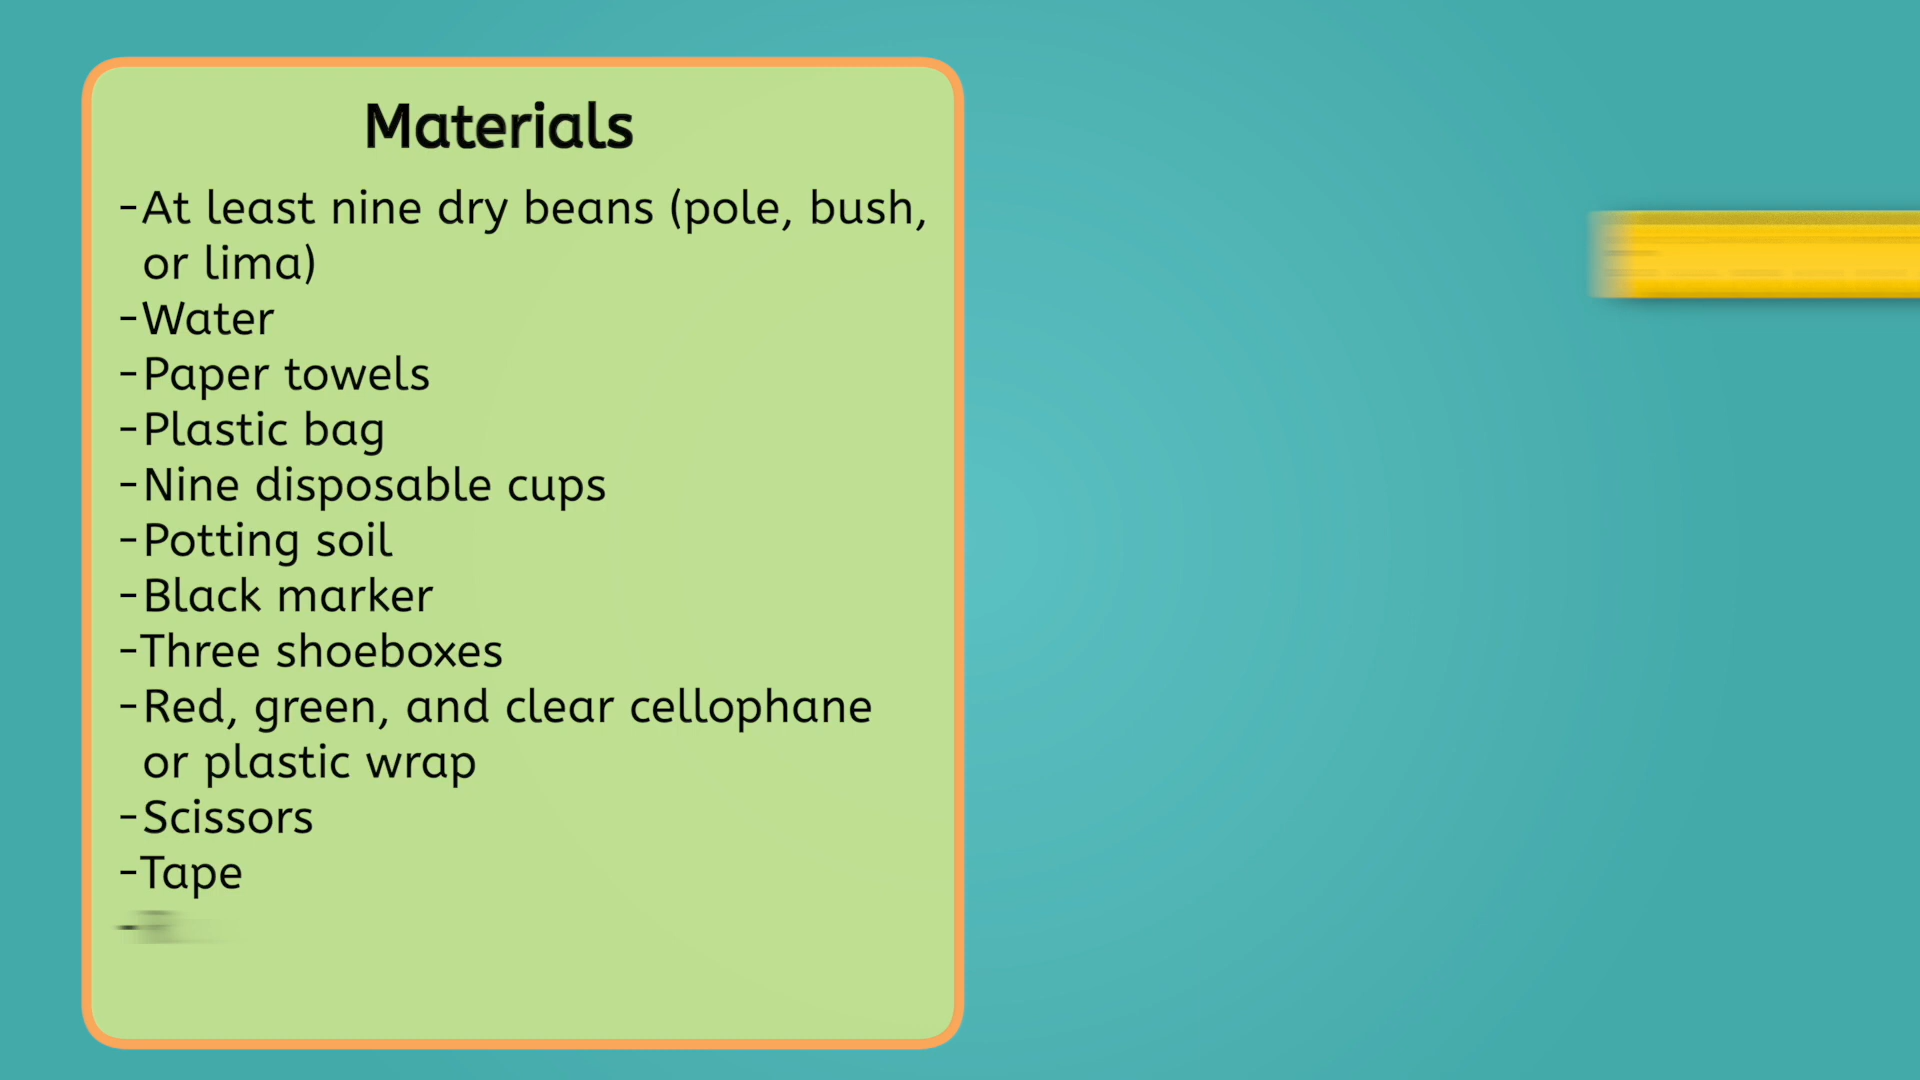 Materials
-At least nine dry beans (pole, bush,
or lima)
-Water
-Paper towels
-Plastic bag
-Nine disposable cups
-Potting soil
-Black marker
-Three shoeboxes
-Red, green, and clear cellophane
or plastic wrap
-Scissors
-Tape